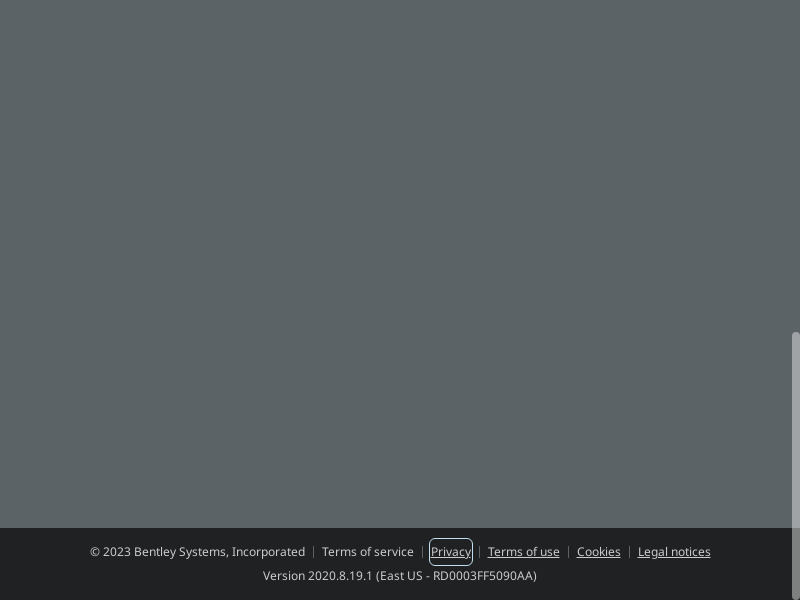 © 2023 Bentley Systems, Incorporated | Terms of service | Privacy | Terms of use | Cookies | Legal notices
Version 2020.8.19.1 (East US - RD0003FF5090AA)